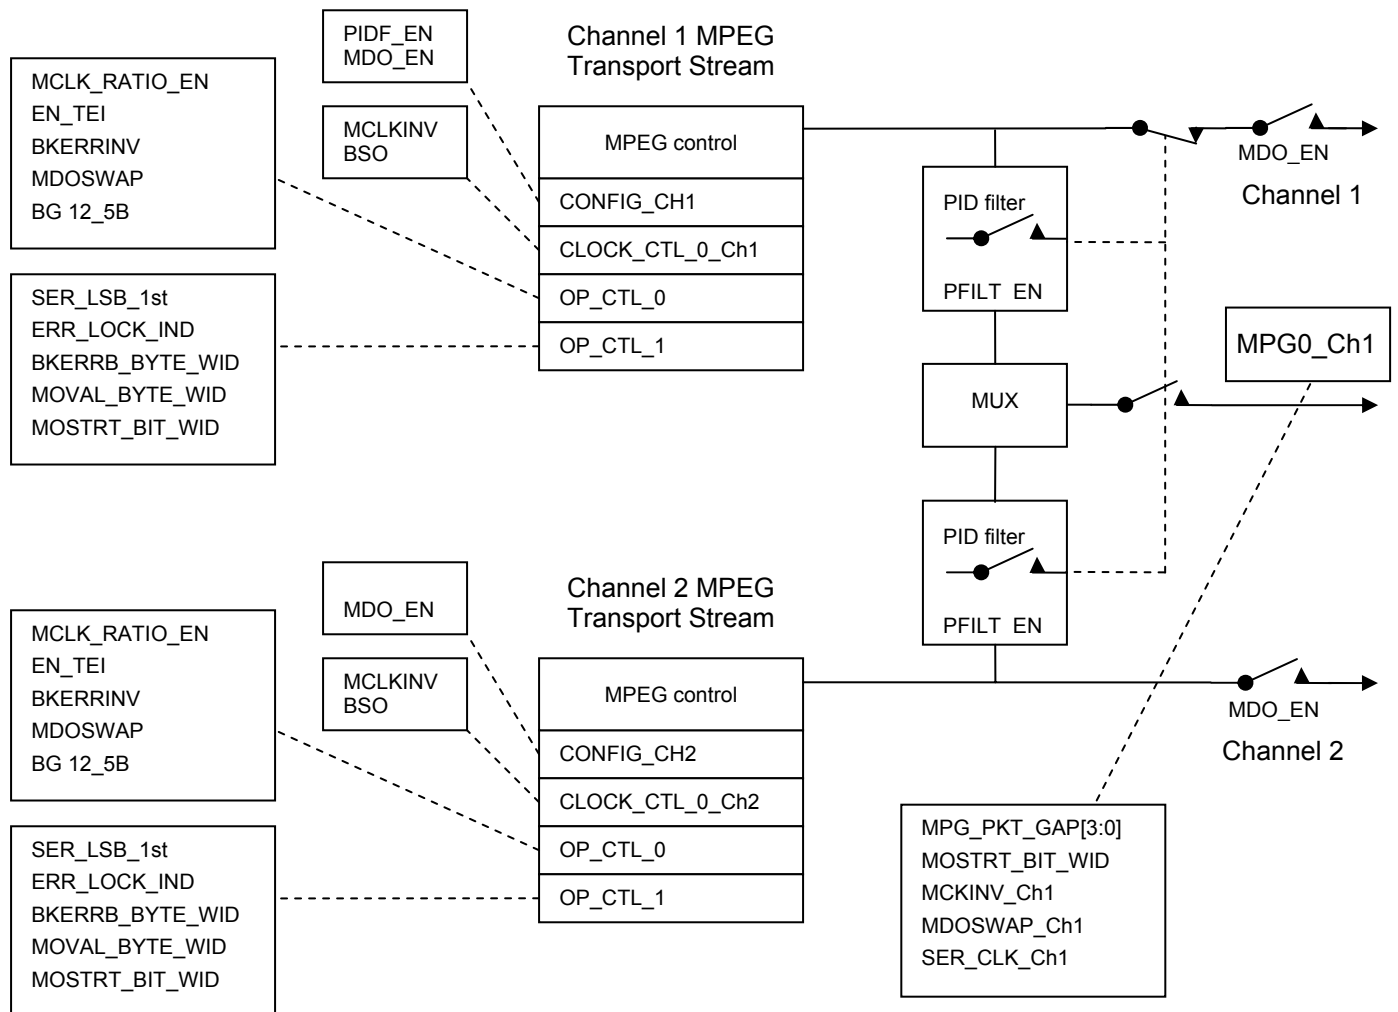 PIDF_EN
MDO_EN
Channel 1 MPEG
Transport Stream
MCLK_RATIO_EN
EN_TEI
BKERRINV
MDOSWAP
BG 12_5B
MCLKINV
BSO
MPEG control
CONFIG_CH1
CLOCK_CTL_0_Ch1
OP_CTL_0
OP_CTL_1
SER_LSB_1st
ERR_LOCK_IND
BKERRB_BYTE_WID
MOVAL_BYTE_WID
MOSTRT_BIT_WID
MDO_EN
Channel 1
PID filter
PFILT EN
MPG0_Ch1
MUX
PID filter
PFILT EN
MDO_EN
Channel 2 MPEG
Transport Stream
MCLK_RATIO_EN
EN_TEI
BKERRINV
MDOSWAP
BG 12_5B
MCLKINV
BSO
MPEG control
CONFIG_CH2
CLOCK_CTL_0_Ch2
OP_CTL_0
OP_CTL_1
SER_LSB_1st
ERR_LOCK_IND
BKERRB_BYTE_WID
MOVAL_BYTE_WID
MOSTRT_BIT_WID
MDO_EN
Channel 2
MPG_PKT_GAP[3:0]
MOSTRT_BIT_WID
MCKINV_Ch1
MDOSWAP_Ch1
SER_CLK_Ch1